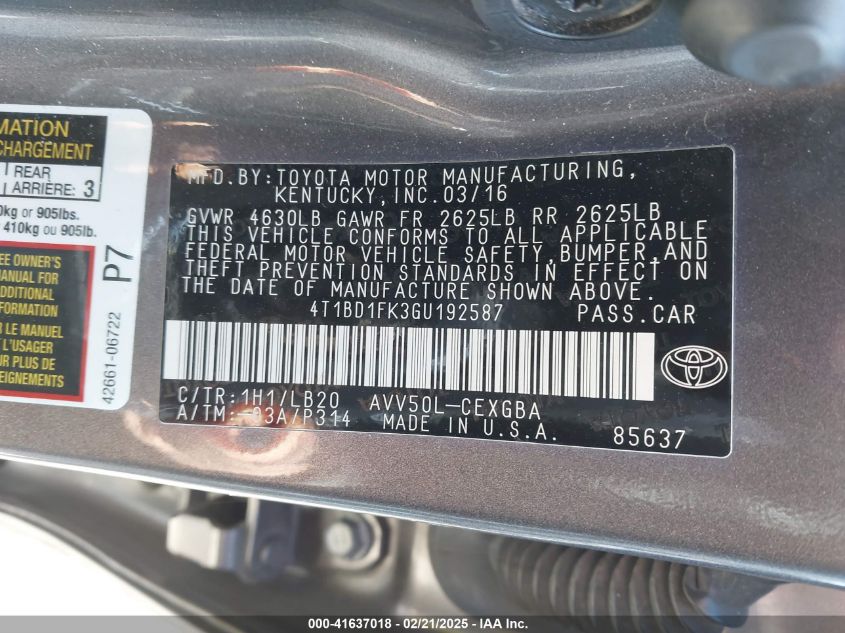 MATION
CHARGEMENT
REAR
ARRIÈRE: 3
0kg or 905lbs.
410kg ou 905lb.
EE OWNER'S
MANUAL FOR
ADDITIONAL
INFORMATION
R LE MANUEL
L'USAGER
UR PLUS DE
EIGNEMENTS
P7
42661-06722
MFD.BY:TOYOTA MOTOR MANUFACTURING,
KENTUCKY,INC.03/16
GVWR 4630LB GAWR FR 2625LB RR 2625LB
THIS VEHICLE CONFORMS TO ALL APPLICABLE
FEDERAL MOTOR VEHICLE SAFETY,BUMPER,AND
THEFT PREVENTION STANDARDS IN EFFECT ON
THE DATE OF MANUFACTURE SHOWN ABOVE.
4T1BD1FK3GU192587 PASS.CAR
C/TR:1H1/LB20 AVV50L-CEXGBA
A/TM:-03A/P314 MADE IN U.S.A.
85637
000-41637018 - 02/21/2025 - IAA Inc.